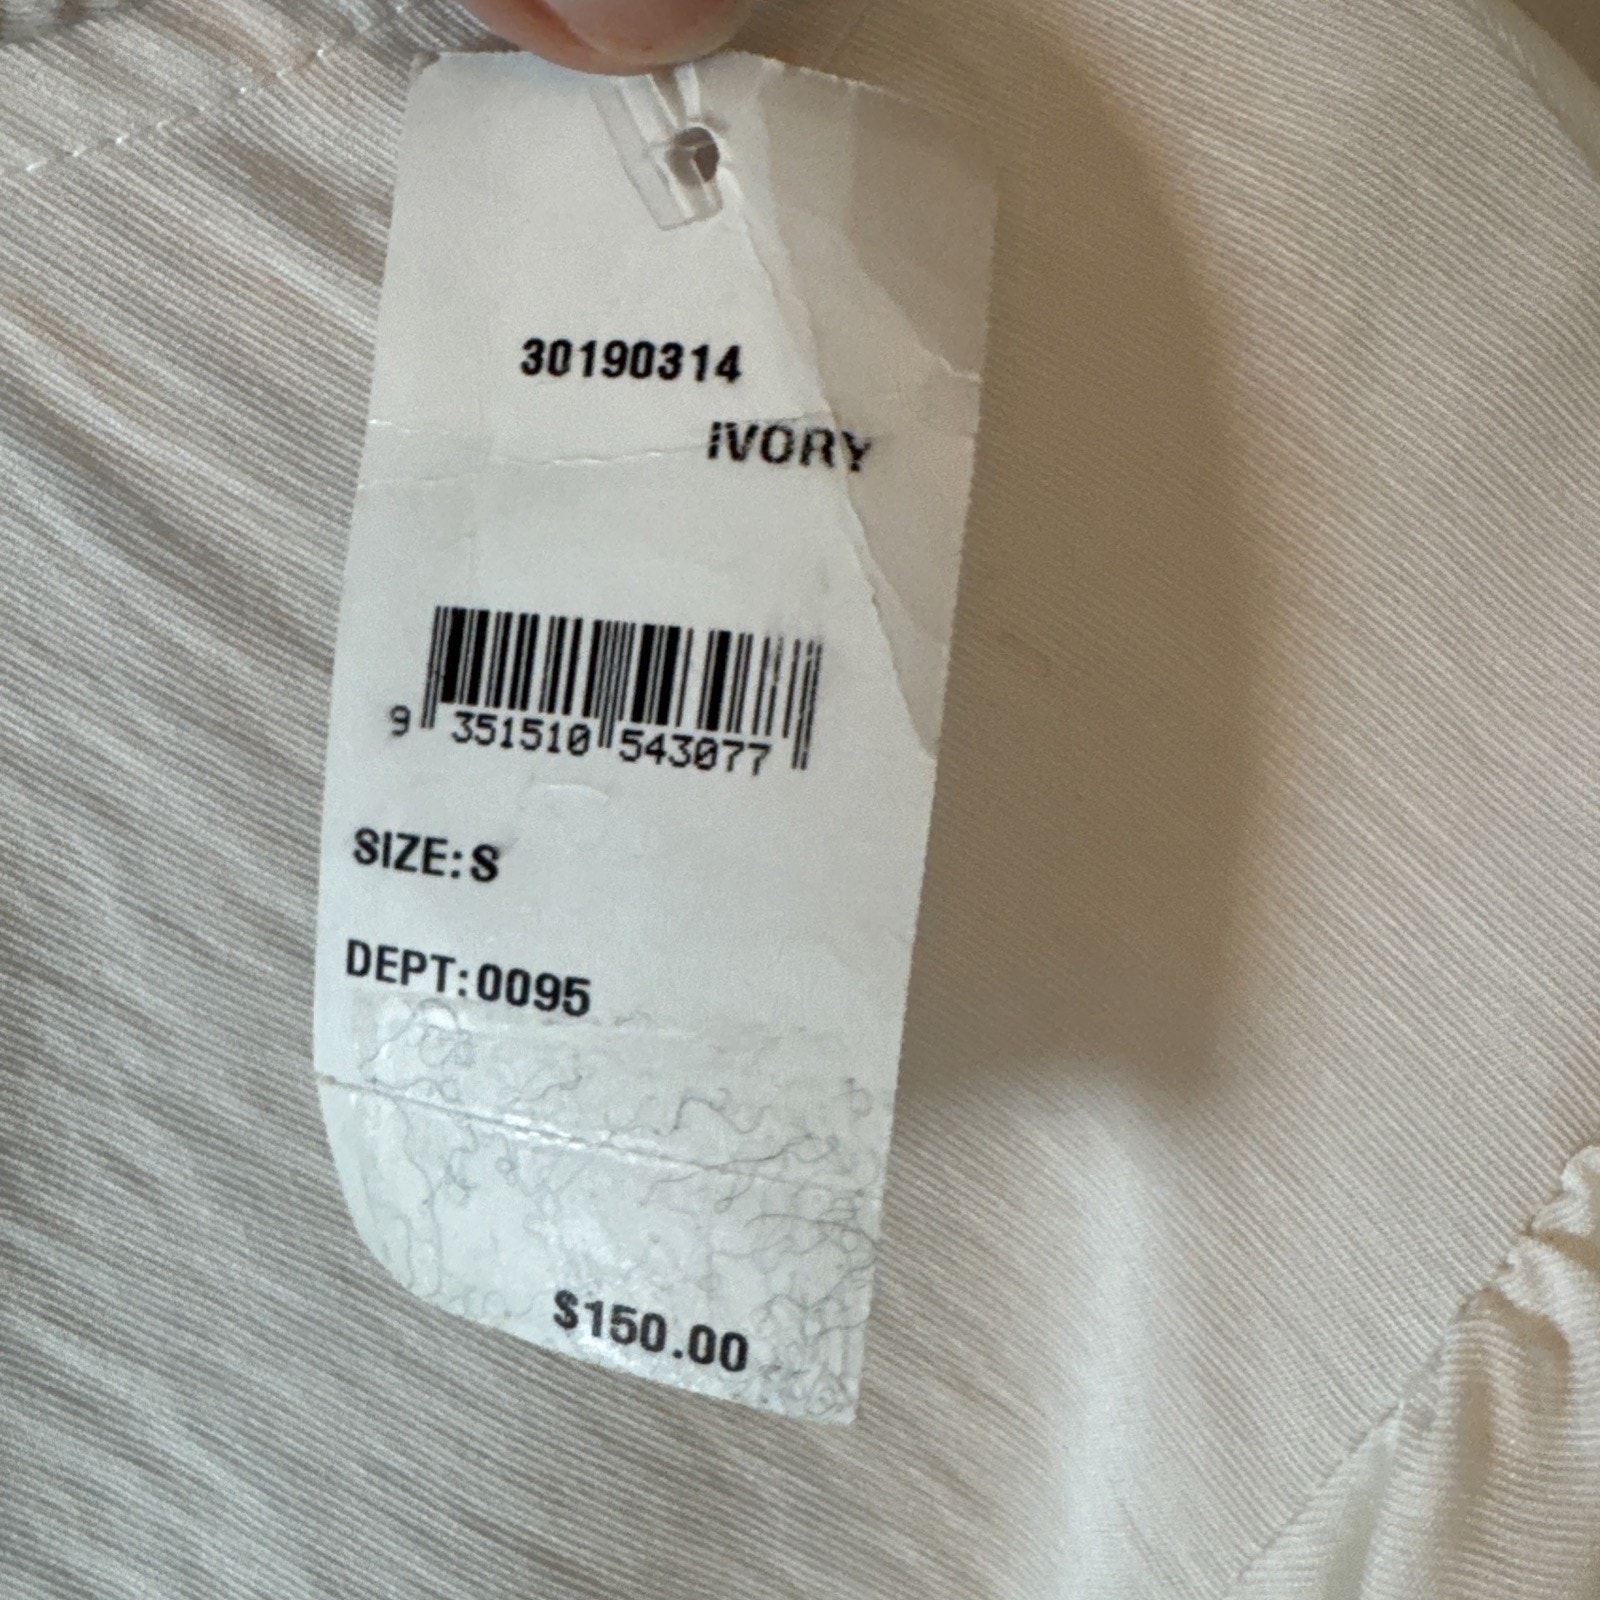 30190314
IVORY
9 351510 543077
SIZE: S
DEPT: 0095
$150.00